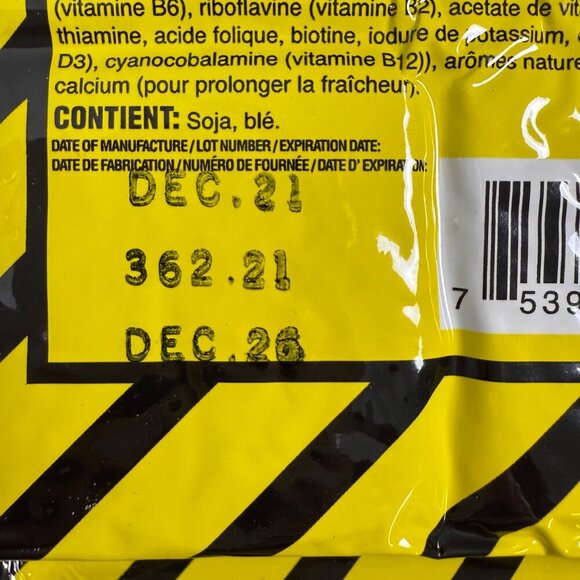 (vitamine B6), riboflavine (vitamine B2), acétate de
thiamine, acide folique, biotine, iodure de potassium,
D3), cyanocobalamine (vitamine B12)), arômes
calcium (pour prolonger la fraîcheur).
CONTIENT: Soja, blé.
DATE OF MANUFACTURE / LOT NUMBER / EXPIRATION DATE:
DATE DE FABRICATION / NUMÉRO DE FOURNÉE / DATE D' EXPIRATION:
DEC.21
362.21
DEC.26
7 539